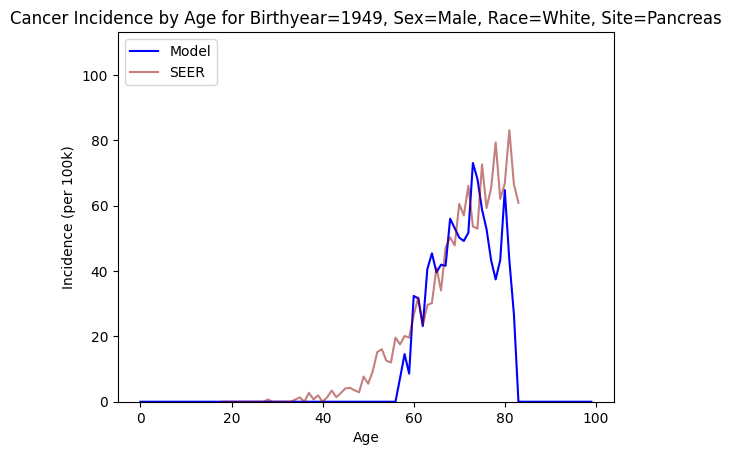 Cancer Incidence by Age for Birthyear=1949, Sex=Male, Race=White, Site=Pancreas
Model
SEER
Incidence (per 100k)
100
80
60
40
20
0
0 20 40 60 80 100
Age